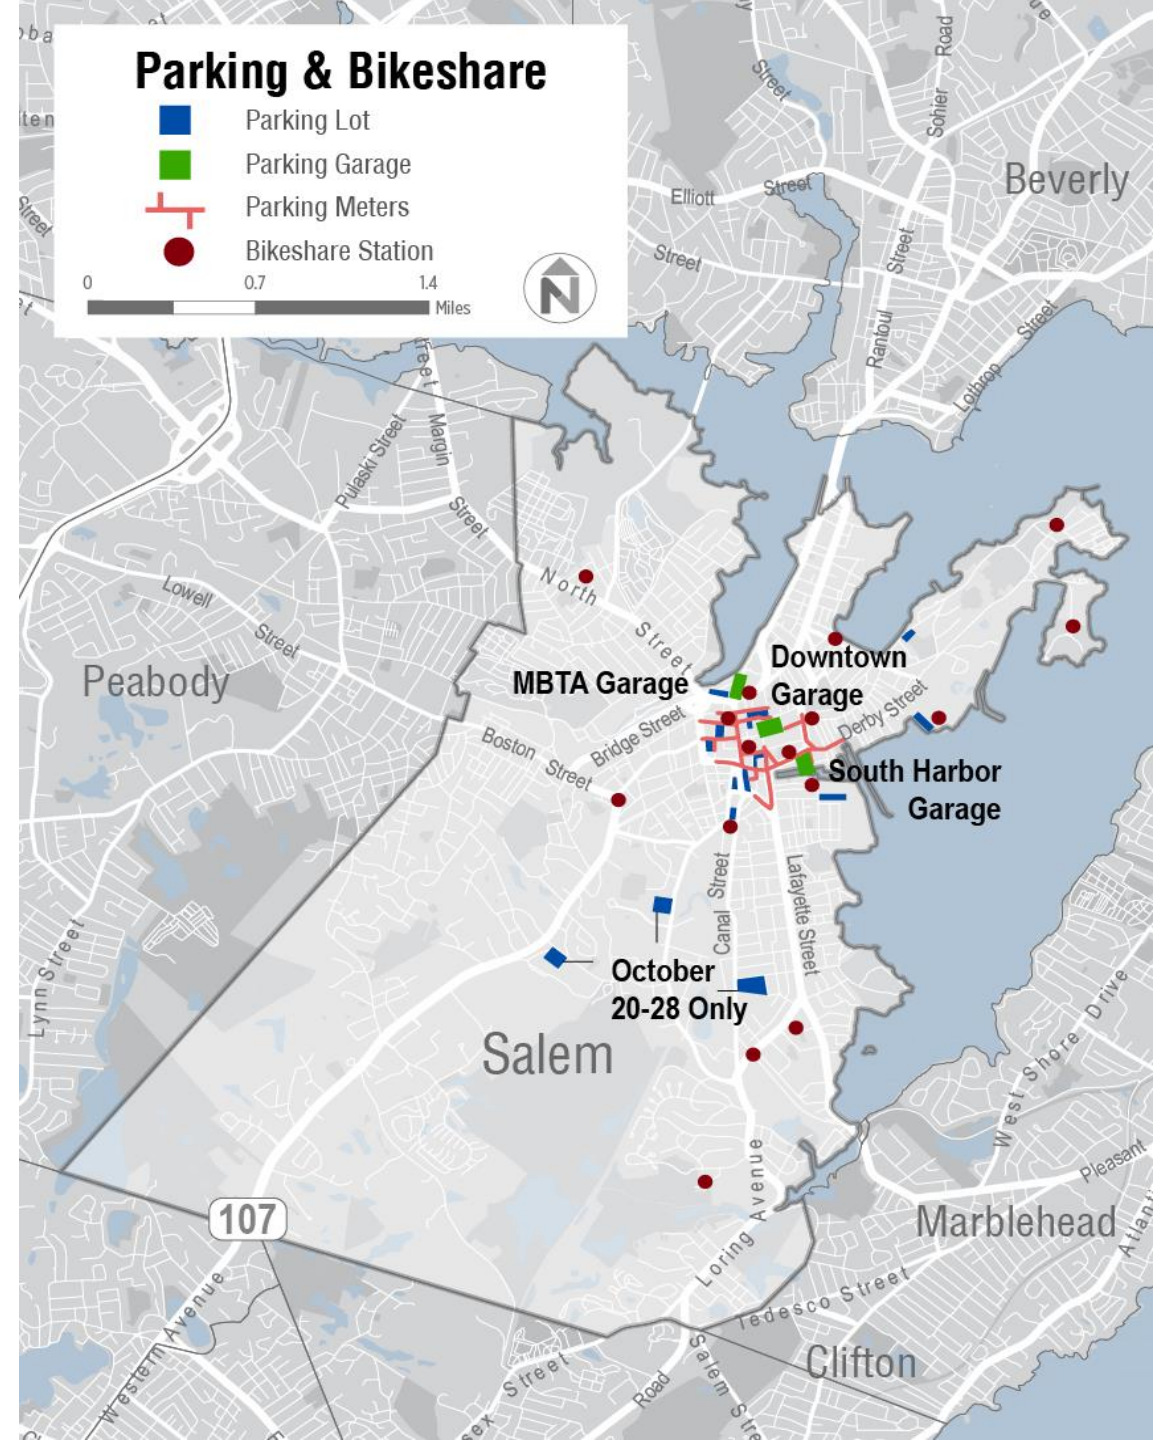 Parking & Bikeshare
Parking Lot
Parking Garage
Parking Meters
Bikeshare Station
0 0.7 1.4
Miles
N
Street
Sohier Road
Beverly
Elliott Street
Street
Street
Rantoul Street
Lothrop Street
Margin
Street
Pulaski Street
Lowell
Street
Peabody
North
Street
MBTA Garage
Downtown
Garage
Derby Street
Bridge Street
Boston Street
South Harbor
Garage
Canal Street
Lafayette Street
October
20-28 Only
Lynn Street
Salem
West Shore Drive
Pleasant
107
Loring Avenue
Marblehead
Tedesco Street
Western Avenue
Clifton
Street
Road
Salem